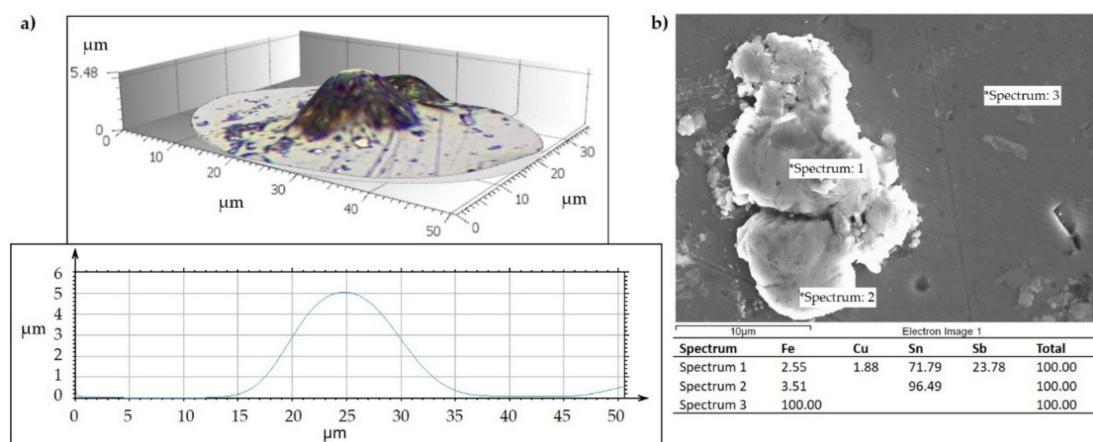 a)
µm
5.48
0
0
10
20
30
40
50
µm
0
10
20
30
µm
6
5
4
3
2
1
0
µm
0 5 10 15 20 25 30 35 40 45 50
µm
b)
*Spectrum: 3
*Spectrum: 1
*Spectrum: 2
10µm Electron Image 1
Spectrum Fe Cu Sn Sb Total
Spectrum 1 2.55 1.88 71.79 23.78 100.00
Spectrum 2 3.51 96.49 100.00
Spectrum 3 100.00 100.00